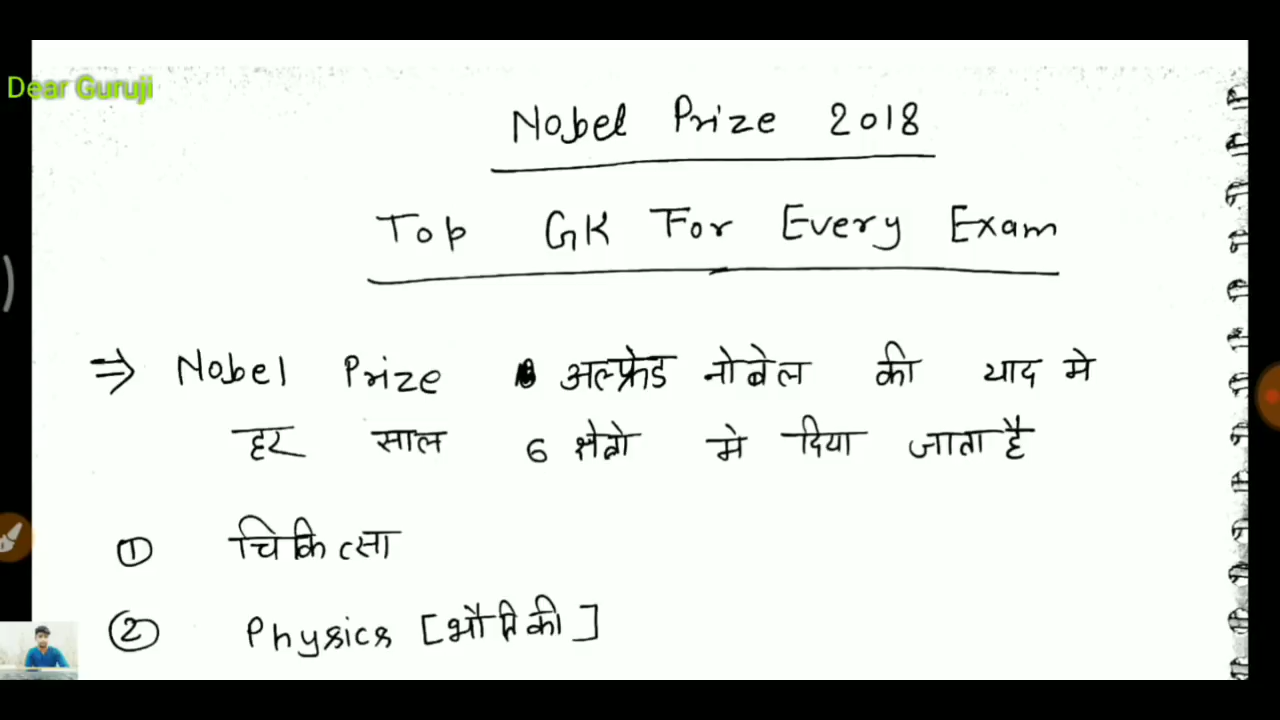 Dear Guruji
Nobel Prize 2018
Top GK For Every Exam
⇒ Nobel Prize अल्फ्रेड नोबेल की याद मे
हर साल 6 क्षेत्रो मे दिया जाता है
① चिकित्सा
② Physics [भौतिकी]